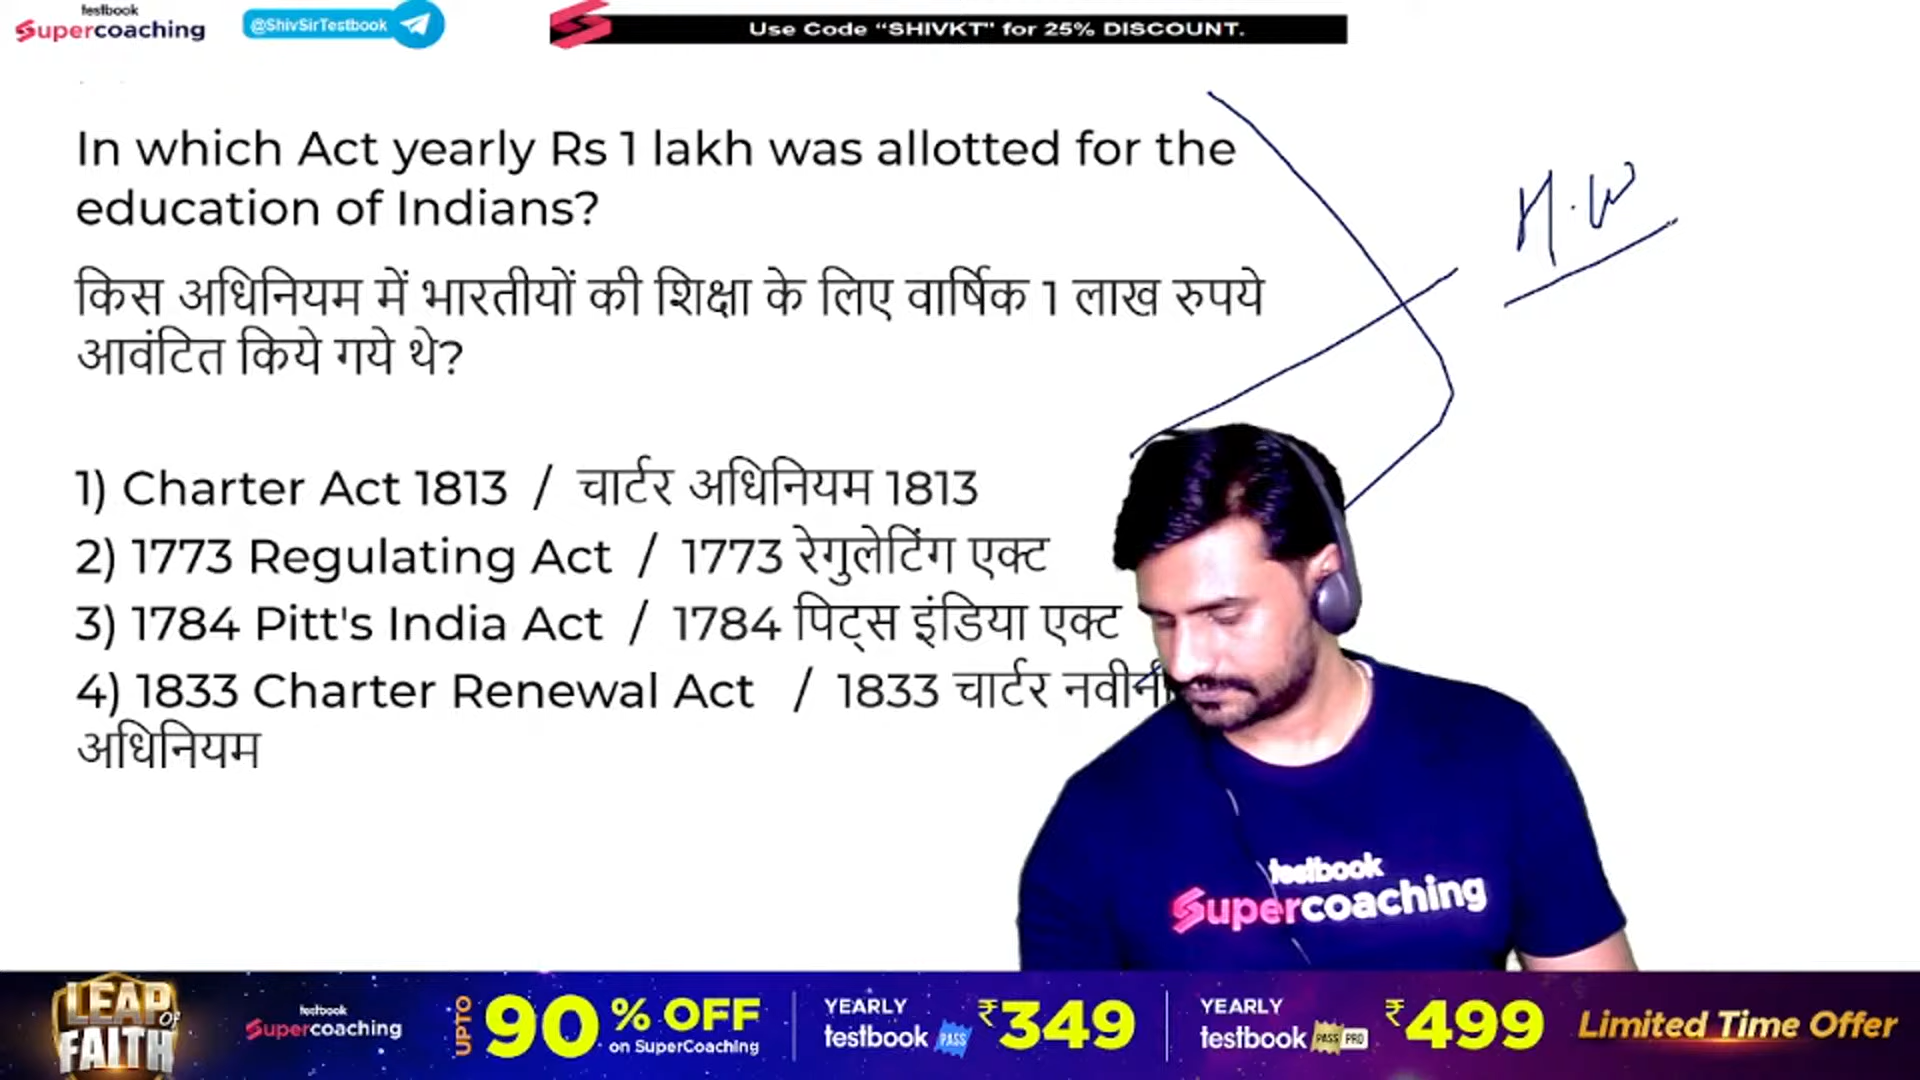 testbook
Supercoaching
@ShivSirTestbook
Use Code “SHIVKT” for 25% DISCOUNT.
In which Act yearly Rs 1 lakh was allotted for the
education of Indians?
H.W
किस अधिनियम में भारतीयों की शिक्षा के लिए वार्षिक 1 लाख रुपये
आवंटित किये गये थे?
1) Charter Act 1813 / चार्टर अधिनियम 1813
2) 1773 Regulating Act / 1773 रेगुलेटिंग एक्ट
3) 1784 Pitt's India Act / 1784 पिट्स इंडिया एक्ट
4) 1833 Charter Renewal Act / 1833 चार्टर
अधिनियम
testbook
Supercoaching
LEAP OF
FAITH
testbook
Supercoaching
UPTO 90% OFF
on SuperCoaching
YEARLY
testbook PASS
₹349
YEARLY
testbook PASS PRO
₹499
Limited Time Offer